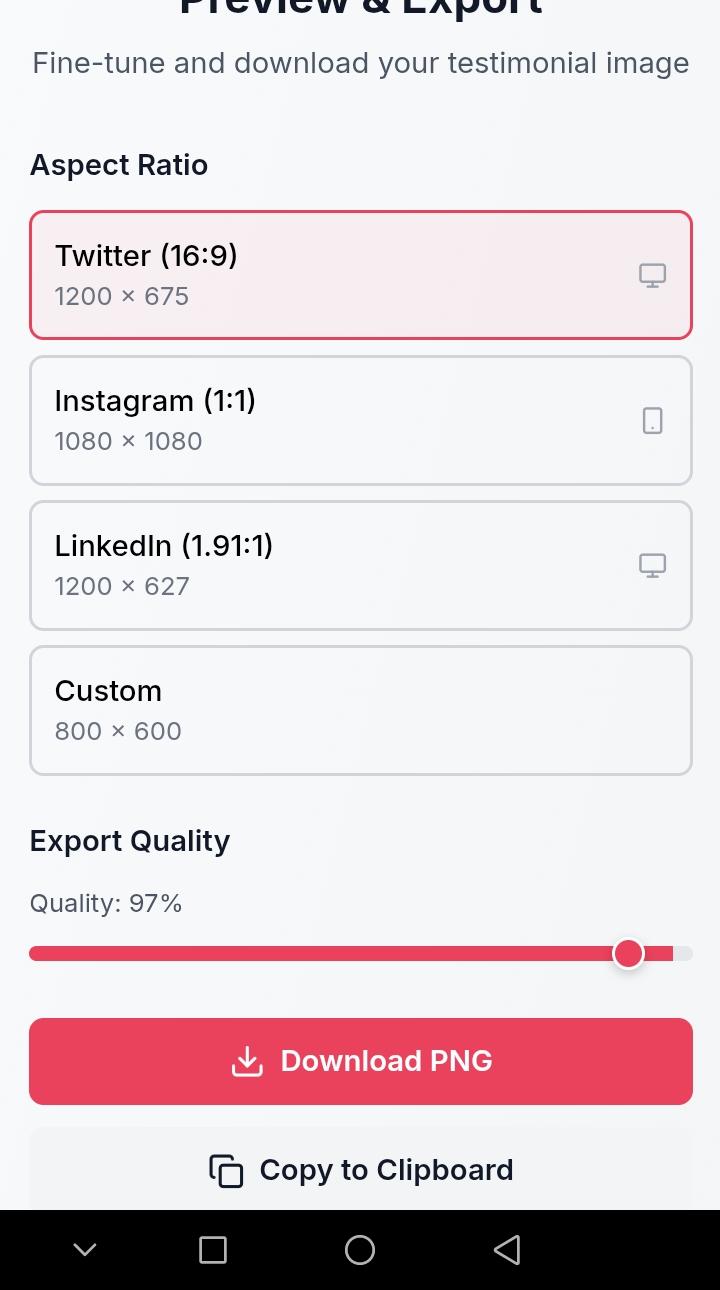 Preview & Export
Fine-tune and download your testimonial image
Aspect Ratio
Twitter (16:9)
1200 × 675
Instagram (1:1)
1080 × 1080
LinkedIn (1.91:1)
1200 × 627
Custom
800 × 600
Export Quality
Quality: 97%
Download PNG
Copy to Clipboard